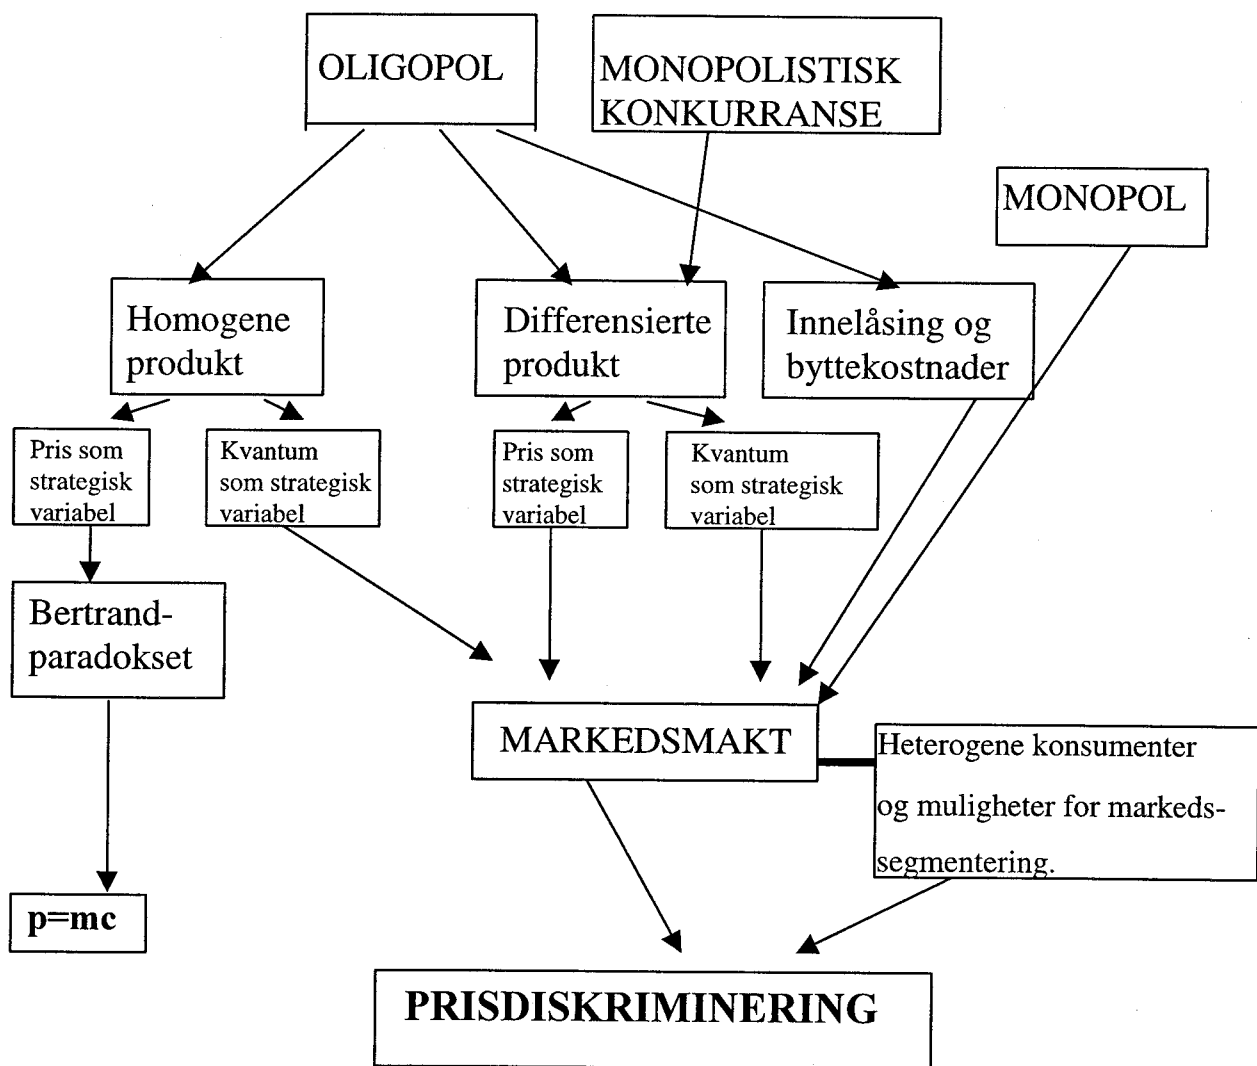 OLIGOPOL
MONOPOLISTISK
KONKURRANSE
MONOPOL
Homogene
produkt
Differensierte
produkt
Innelåsing og
byttekostnader
Pris som
strategisk
variabel
Kvantum
som strategisk
variabel
Pris som
strategisk
variabel
Kvantum
som strategisk
variabel
Bertrand-
paradokset
MARKEDSMAKT
Heterogene konsumenter
og muligheter for markeds-
segmentering.
p=mc
PRISDISKRIMINERING